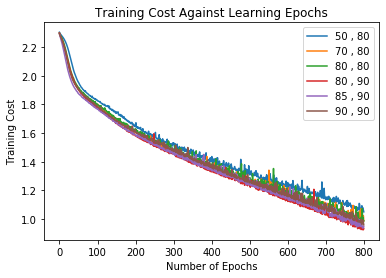 Training Cost Against Learning Epochs
50 , 80
70 , 80
80 , 80
80 , 90
85 , 90
90 , 90
Training Cost
2.2
2.0
1.8
1.6
1.4
1.2
1.0
0 100 200 300 400 500 600 700 800
Number of Epochs